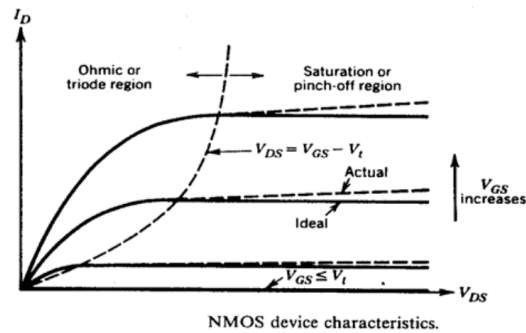 I_D
Ohmic or
triode region
Saturation or
pinch-off region
V_DS = V_GS − V_t
Actual
Ideal
V_GS
increases
V_GS ≤ V_t
V_DS
NMOS device characteristics.